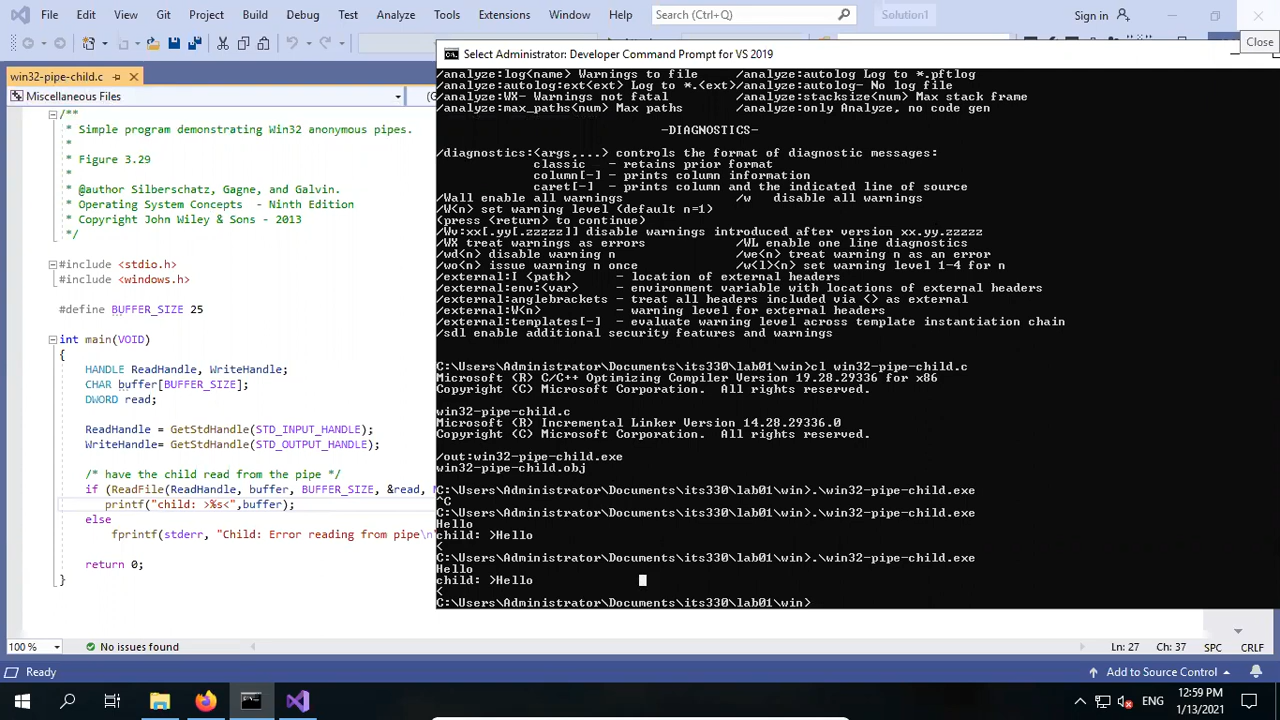 File Edit View Git Project Build Debug Test Analyze Tools Extensions Window Help Search (Ctrl+Q) Solution1 Sign in
Close
Select Administrator: Developer Command Prompt for VS 2019
win32-pipe-child.c
Miscellaneous Files
/**
* Simple program demonstrating Win32 anonymous pipes.
*
* Figure 3.29
*
* @author Silberschatz, Gagne, and Galvin.
* Operating System Concepts - Ninth Edition
* Copyright John Wiley & Sons - 2013
*/
#include <stdio.h>
#include <windows.h>
#define BUFFER_SIZE 25
int main(VOID)
{
HANDLE ReadHandle, WriteHandle;
CHAR buffer[BUFFER_SIZE];
DWORD read;
ReadHandle = GetStdHandle(STD_INPUT_HANDLE);
WriteHandle= GetStdHandle(STD_OUTPUT_HANDLE);
/* have the child read from the pipe */
if (ReadFile(ReadHandle, buffer, BUFFER_SIZE, &read,
printf("child: >%s<",buffer);
else
fprintf(stderr, "Child: Error reading from pipe\n"
return 0;
}
/analyze:log<name> Warnings to file /analyze:autolog Log to *.pftlog
/analyze:autolog:ext<ext> Log to *.<ext>/analyze:autolog- No log file
/analyze:WX- Warnings not fatal /analyze:stacksize<num> Max stack frame
/analyze:max_paths<num> Max paths /analyze:only Analyze, no code gen
-DIAGNOSTICS-
/diagnostics:<args,...> controls the format of diagnostic messages:
classic - retains prior format
column[-] - prints column information
caret[-] - prints column and the indicated line of source
/Wall enable all warnings /w disable all warnings
/W<n> set warning level (default n=1)
(press <return> to continue)
/Wv:xx[.yy[.zzzzz]] disable warnings introduced after version xx.yy.zzzzz
/WX treat warnings as errors /WL enable one line diagnostics
/wd<n> disable warning n /we<n> treat warning n as an error
/wo<n> issue warning n once /w<l><n> set warning level 1-4 for n
/external:I <path> - location of external headers
/external:env:<var> - environment variable with locations of external headers
/external:anglebrackets - treat all headers included via <> as external
/external:W<n> - warning level for external headers
/external:templates[-] - evaluate warning level across template instantiation chain
/sdl enable additional security features and warnings
C:\Users\Administrator\Documents\its330\lab01\win>cl win32-pipe-child.c
Microsoft (R) C/C++ Optimizing Compiler Version 19.28.29336 for x86
Copyright (C) Microsoft Corporation. All rights reserved.
win32-pipe-child.c
Microsoft (R) Incremental Linker Version 14.28.29336.0
Copyright (C) Microsoft Corporation. All rights reserved.
/out:win32-pipe-child.exe
win32-pipe-child.obj
C:\Users\Administrator\Documents\its330\lab01\win>.\win32-pipe-child.exe
^C
C:\Users\Administrator\Documents\its330\lab01\win>.\win32-pipe-child.exe
Hello
child: >Hello
<
C:\Users\Administrator\Documents\its330\lab01\win>.\win32-pipe-child.exe
Hello
child: >Hello
<
C:\Users\Administrator\Documents\its330\lab01\win>
100 % No issues found Ln: 27 Ch: 37 SPC CRLF
Ready Add to Source Control
ENG 12:59 PM
1/13/2021